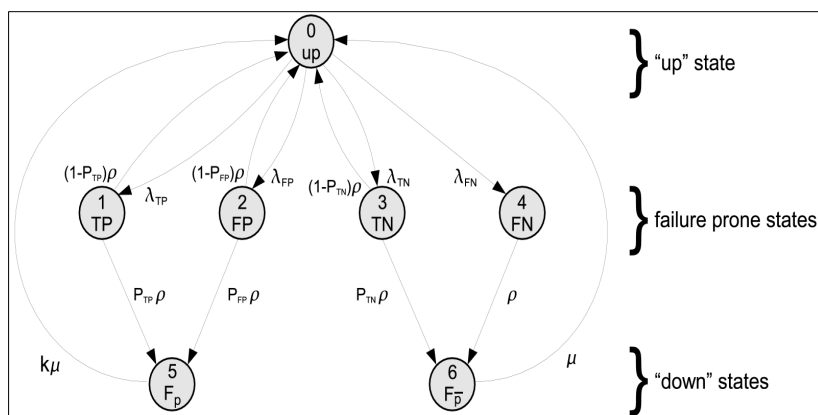 0
up
“up” state
(1-P_TP)ρ
λ_TP
(1-P_FP)ρ
λ_FP
(1-P_TN)ρ
λ_TN
λ_FN
1
TP
2
FP
3
TN
4
FN
failure prone states
P_TP ρ
P_FP ρ
P_TN ρ
ρ
kμ
5
F_p
6
F_p̅
μ
“down” states